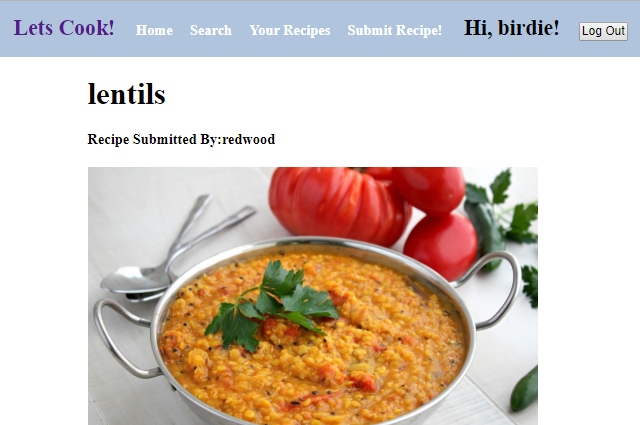 Lets Cook! Home Search Your Recipes Submit Recipe! Hi, birdie! Log Out
lentils
Recipe Submitted By:redwood